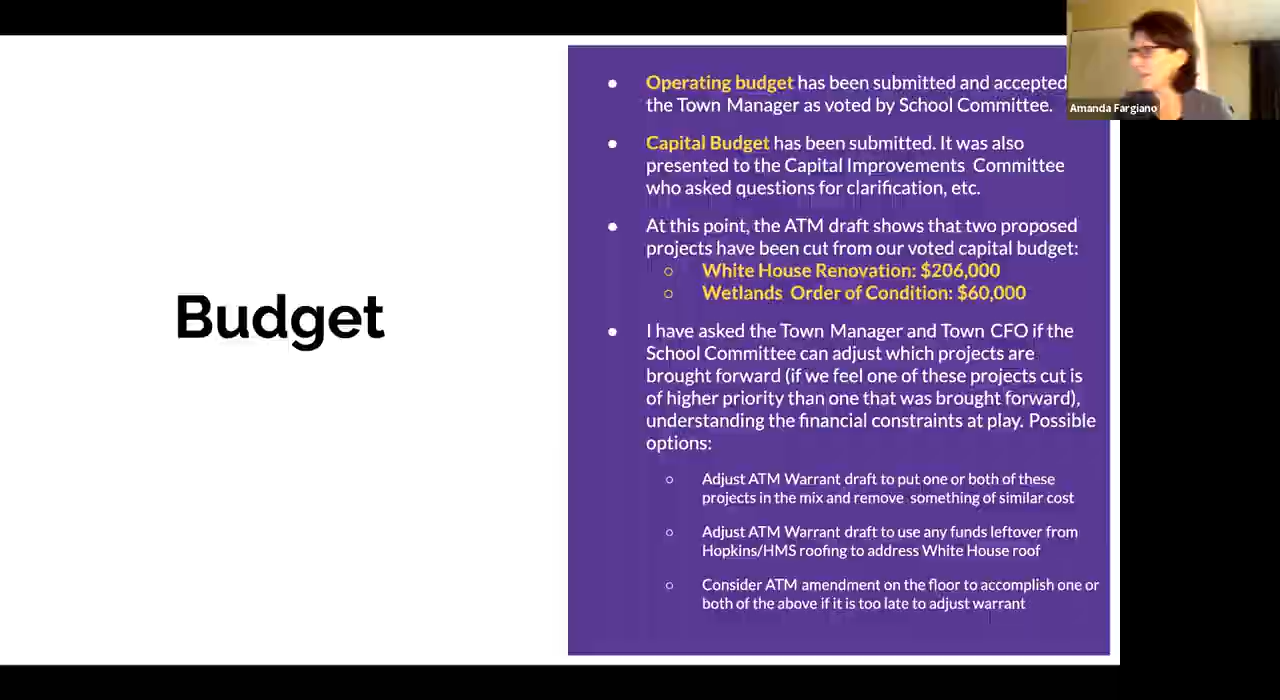 Budget
● Operating budget has been submitted and accepted
the Town Manager as voted by School Committee.
● Capital Budget has been submitted. It was also
presented to the Capital Improvements Committee
who asked questions for clarification, etc.
● At this point, the ATM draft shows that two proposed
projects have been cut from our voted capital budget:
○ White House Renovation: $206,000
○ Wetlands Order of Condition: $60,000
● I have asked the Town Manager and Town CFO if the
School Committee can adjust which projects are
brought forward (if we feel one of these projects cut is
of higher priority than one that was brought forward),
understanding the financial constraints at play. Possible
options:
○ Adjust ATM Warrant draft to put one or both of these
projects in the mix and remove something of similar cost
○ Adjust ATM Warrant draft to use any funds leftover from
Hopkins/HMS roofing to address White House roof
○ Consider ATM amendment on the floor to accomplish one or
both of the above if it is too late to adjust warrant
Amanda Fargiano